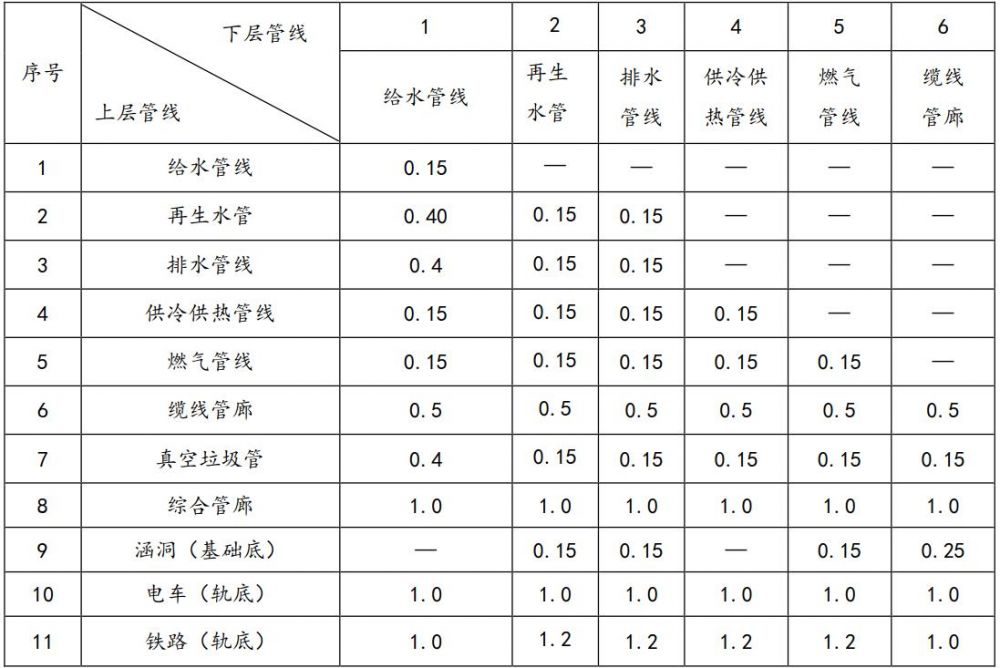 序号 下层管线 上层管线 1 2 3 4 5 6
给水管线 再生水管 排水管线 供冷供热管线 燃气管线 缆线管廊
1 给水管线 0.15 — — — — —
2 再生水管 0.40 0.15 0.15 — — —
3 排水管线 0.4 0.15 0.15 — — —
4 供冷供热管线 0.15 0.15 0.15 0.15 — —
5 燃气管线 0.15 0.15 0.15 0.15 0.15 —
6 缆线管廊 0.5 0.5 0.5 0.5 0.5 0.5
7 真空垃圾管 0.4 0.15 0.15 0.15 0.15 0.15
8 综合管廊 1.0 1.0 1.0 1.0 1.0 1.0
9 涵洞（基础底） — 0.15 0.15 — 0.15 0.25
10 电车（轨底） 1.0 1.0 1.0 1.0 1.0 1.0
11 铁路（轨底） 1.0 1.2 1.2 1.2 1.2 1.0